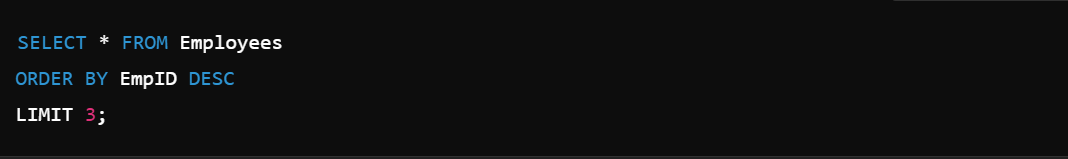 SELECT * FROM Employees
ORDER BY EmpID DESC
LIMIT 3;